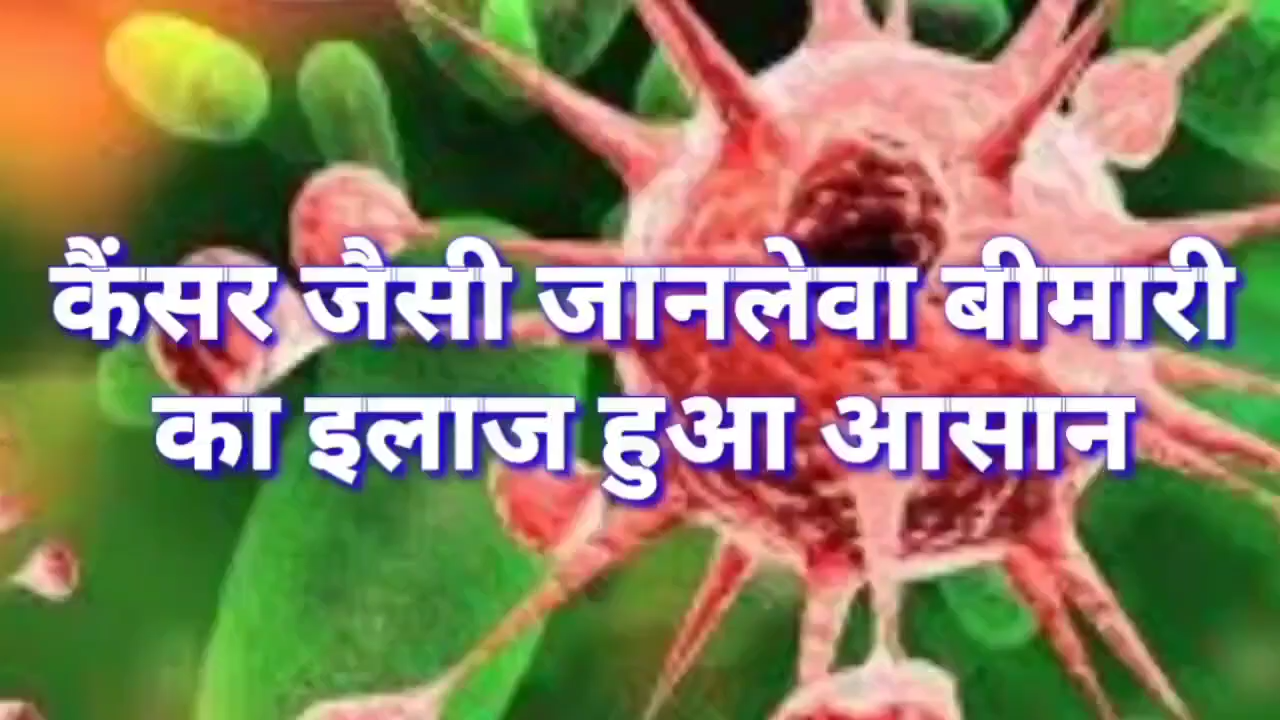 कैंसर जैसी जानलेवा बीमारी
का इलाज हुआ आसान